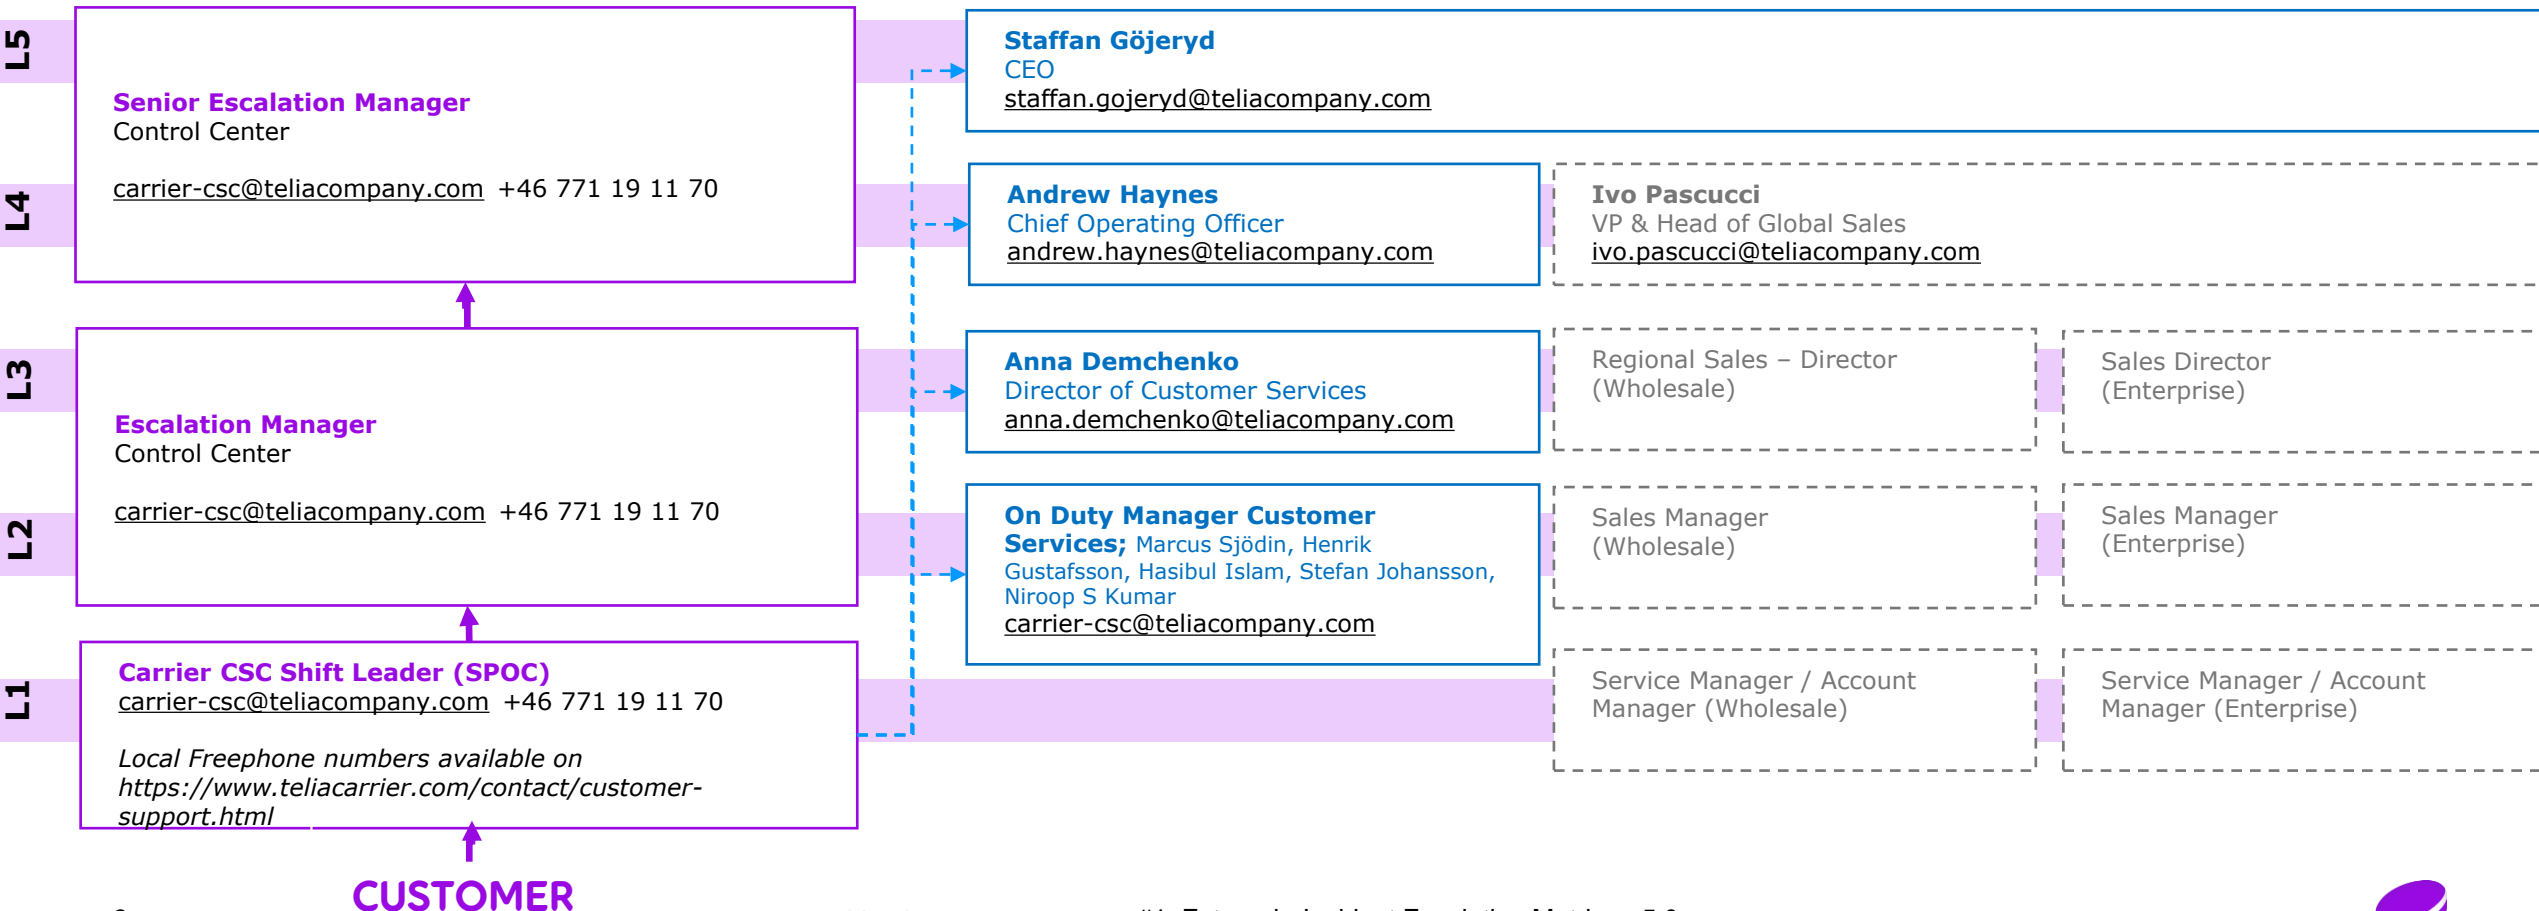 L5
Senior Escalation Manager
Control Center
carrier-csc@teliacompany.com +46 771 19 11 70
Staffan Göjeryd
CEO
staffan.gojeryd@teliacompany.com
L4
Andrew Haynes
Chief Operating Officer
andrew.haynes@teliacompany.com
Ivo Pascucci
VP & Head of Global Sales
ivo.pascucci@teliacompany.com
L3
Escalation Manager
Control Center
carrier-csc@teliacompany.com +46 771 19 11 70
Anna Demchenko
Director of Customer Services
anna.demchenko@teliacompany.com
Regional Sales – Director
(Wholesale)
Sales Director
(Enterprise)
L2
On Duty Manager Customer
Services; Marcus Sjödin, Henrik
Gustafsson, Hasibul Islam, Stefan Johansson,
Niroop S Kumar
carrier-csc@teliacompany.com
Sales Manager
(Wholesale)
Sales Manager
(Enterprise)
L1
Carrier CSC Shift Leader (SPOC)
carrier-csc@teliacompany.com +46 771 19 11 70
Local Freephone numbers available on
https://www.teliacarrier.com/contact/customer-
support.html
Service Manager / Account
Manager (Wholesale)
Service Manager / Account
Manager (Enterprise)
CUSTOMER